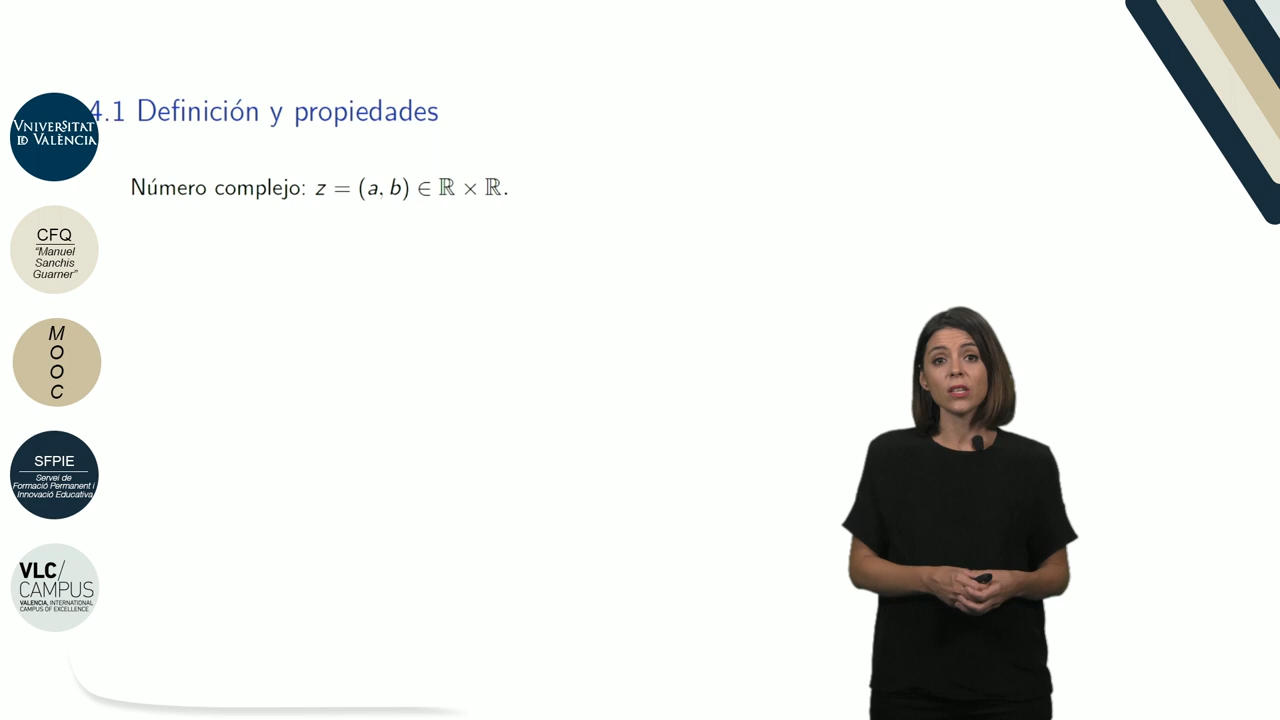 4.1 Definición y propiedades
Número complejo: z = (a, b) ∈ ℝ × ℝ.
VNIVERSITAT
ID VALÈNCIA
CFQ
"Manuel
Sanchis
Guarner"
M
O
O
C
SFPIE
Servei de
Formació Permanent i
Innovació Educativa
VLC/
CAMPUS
VALENCIA, INTERNATIONAL
CAMPUS OF EXCELLENCE